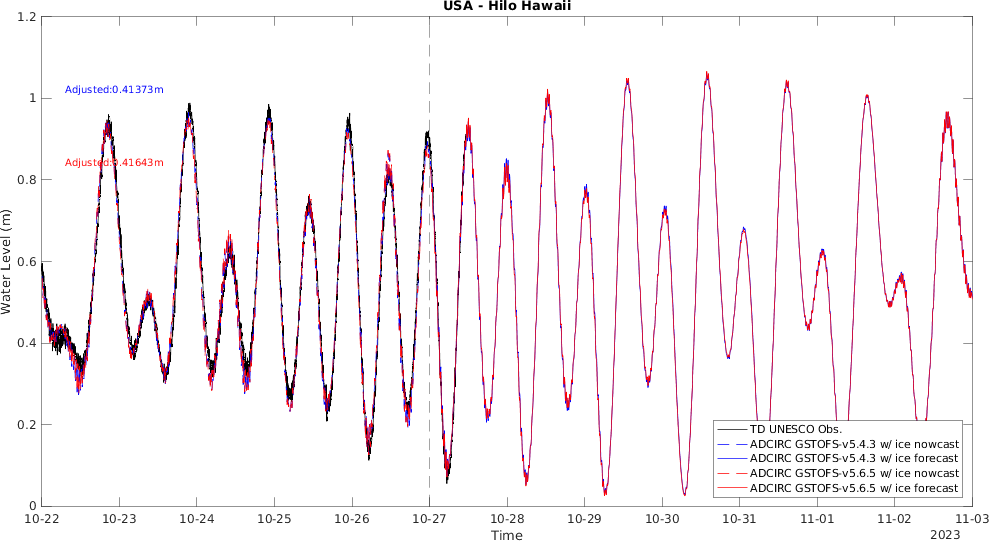 USA - Hilo Hawaii
1.2
1
0.8
0.6
0.4
0.2
0
Water Level (m)
Adjusted:0.41373m
Adjusted:0.41643m
TD UNESCO Obs.
ADCIRC GSTOFS-v5.4.3 w/ ice nowcast
ADCIRC GSTOFS-v5.4.3 w/ ice forecast
ADCIRC GSTOFS-v5.6.5 w/ ice nowcast
ADCIRC GSTOFS-v5.6.5 w/ ice forecast
10-22 10-23 10-24 10-25 10-26 10-27 10-28 10-29 10-30 10-31 11-01 11-02 11-03
Time
2023